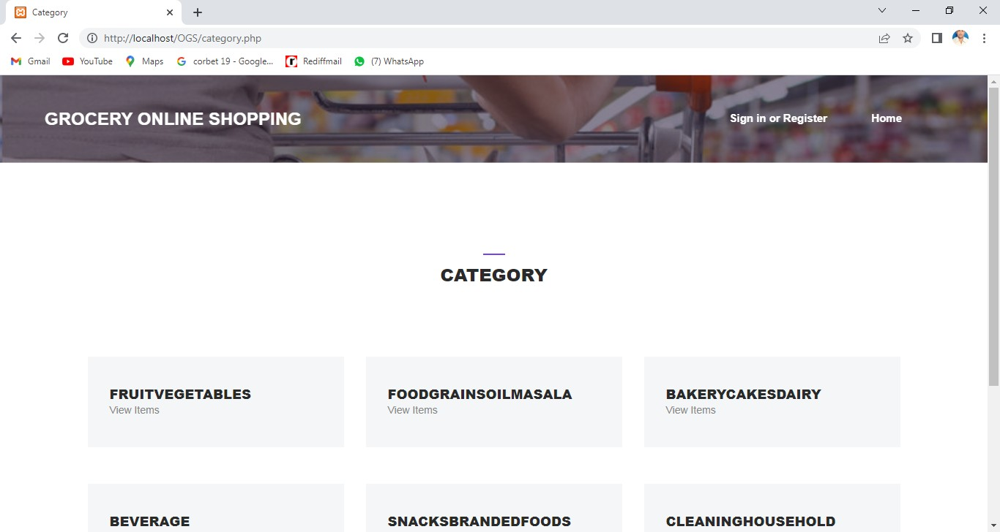 Category
http://localhost/OGS/category.php
Gmail YouTube Maps corbet 19 - Google... Rediffmail (7) WhatsApp
GROCERY ONLINE SHOPPING Sign in or Register Home
CATEGORY
FRUITVEGETABLES FOODGRAINSOILMASALA BAKERYCAKESDAIRY
View Items View Items View Items
BEVERAGE SNACKSBRANDEDFOODS CLEANINGHOUSEHOLD